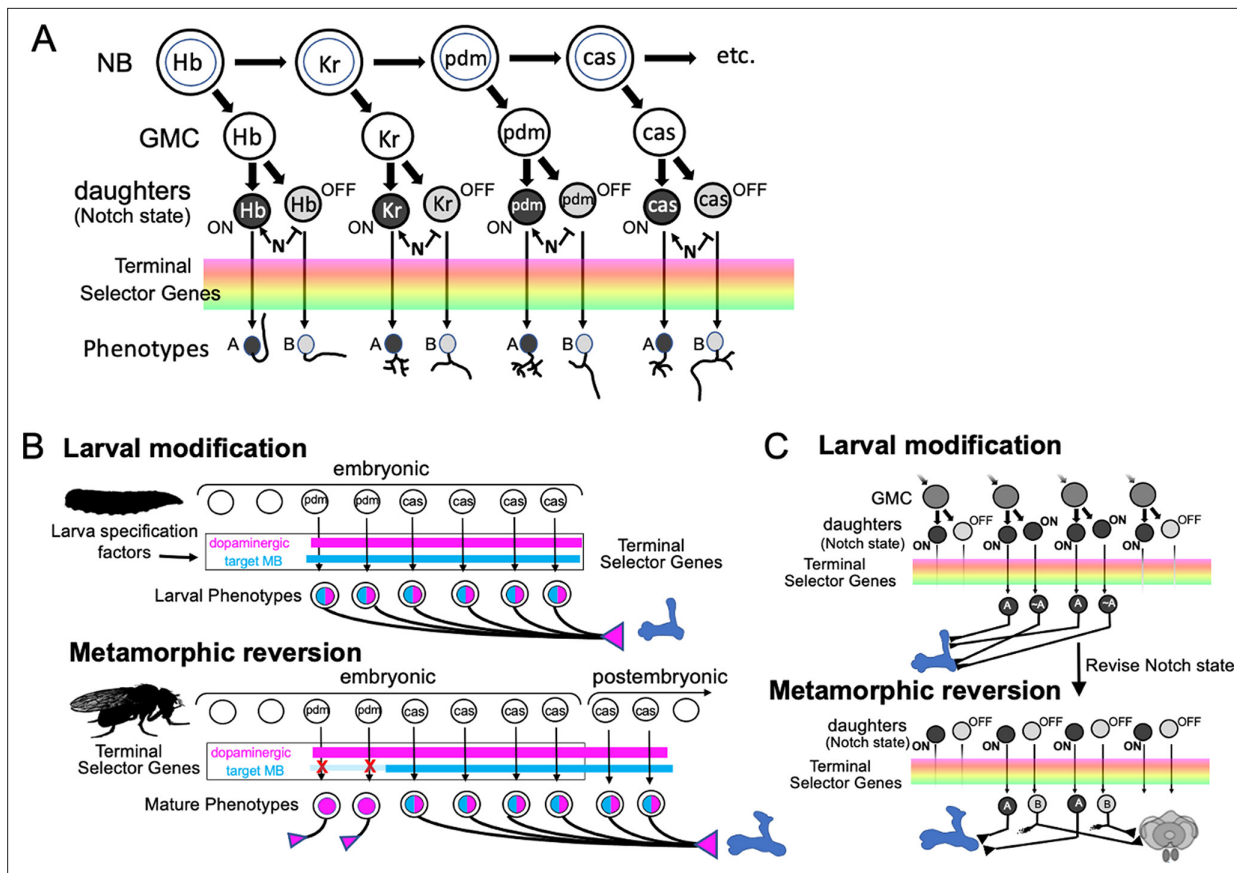 A
NB
Hb
Kr
pdm
cas
etc.
GMC
Hb
Kr
pdm
cas
daughters
(Notch state)
Hb
Hb
OFF
Kr
Kr
OFF
pdm
pdm
OFF
cas
cas
OFF
ON
N
ON
N
ON
N
ON
N
Terminal
Selector Genes
Phenotypes
A
B
A
B
A
B
A
B
B
Larval modification
embryonic
pdm
pdm
cas
cas
cas
cas
Larva specification
factors
dopaminergic
target MB
Terminal
Selector Genes
Larval Phenotypes
Metamorphic reversion
embryonic
postembryonic
pdm
pdm
cas
cas
cas
cas
cas
cas
Terminal
Selector Genes
dopaminergic
target MB
X
X
Mature Phenotypes
C
Larval modification
GMC
daughters
(Notch state)
OFF
ON
ON
OFF
ON
ON
ON
ON
Terminal
Selector Genes
A
~A
A
~A
Revise Notch state
Metamorphic reversion
daughters
(Notch state)
OFF
OFF
OFF
OFF
ON
ON
ON
ON
Terminal
Selector Genes
A
B
A
B